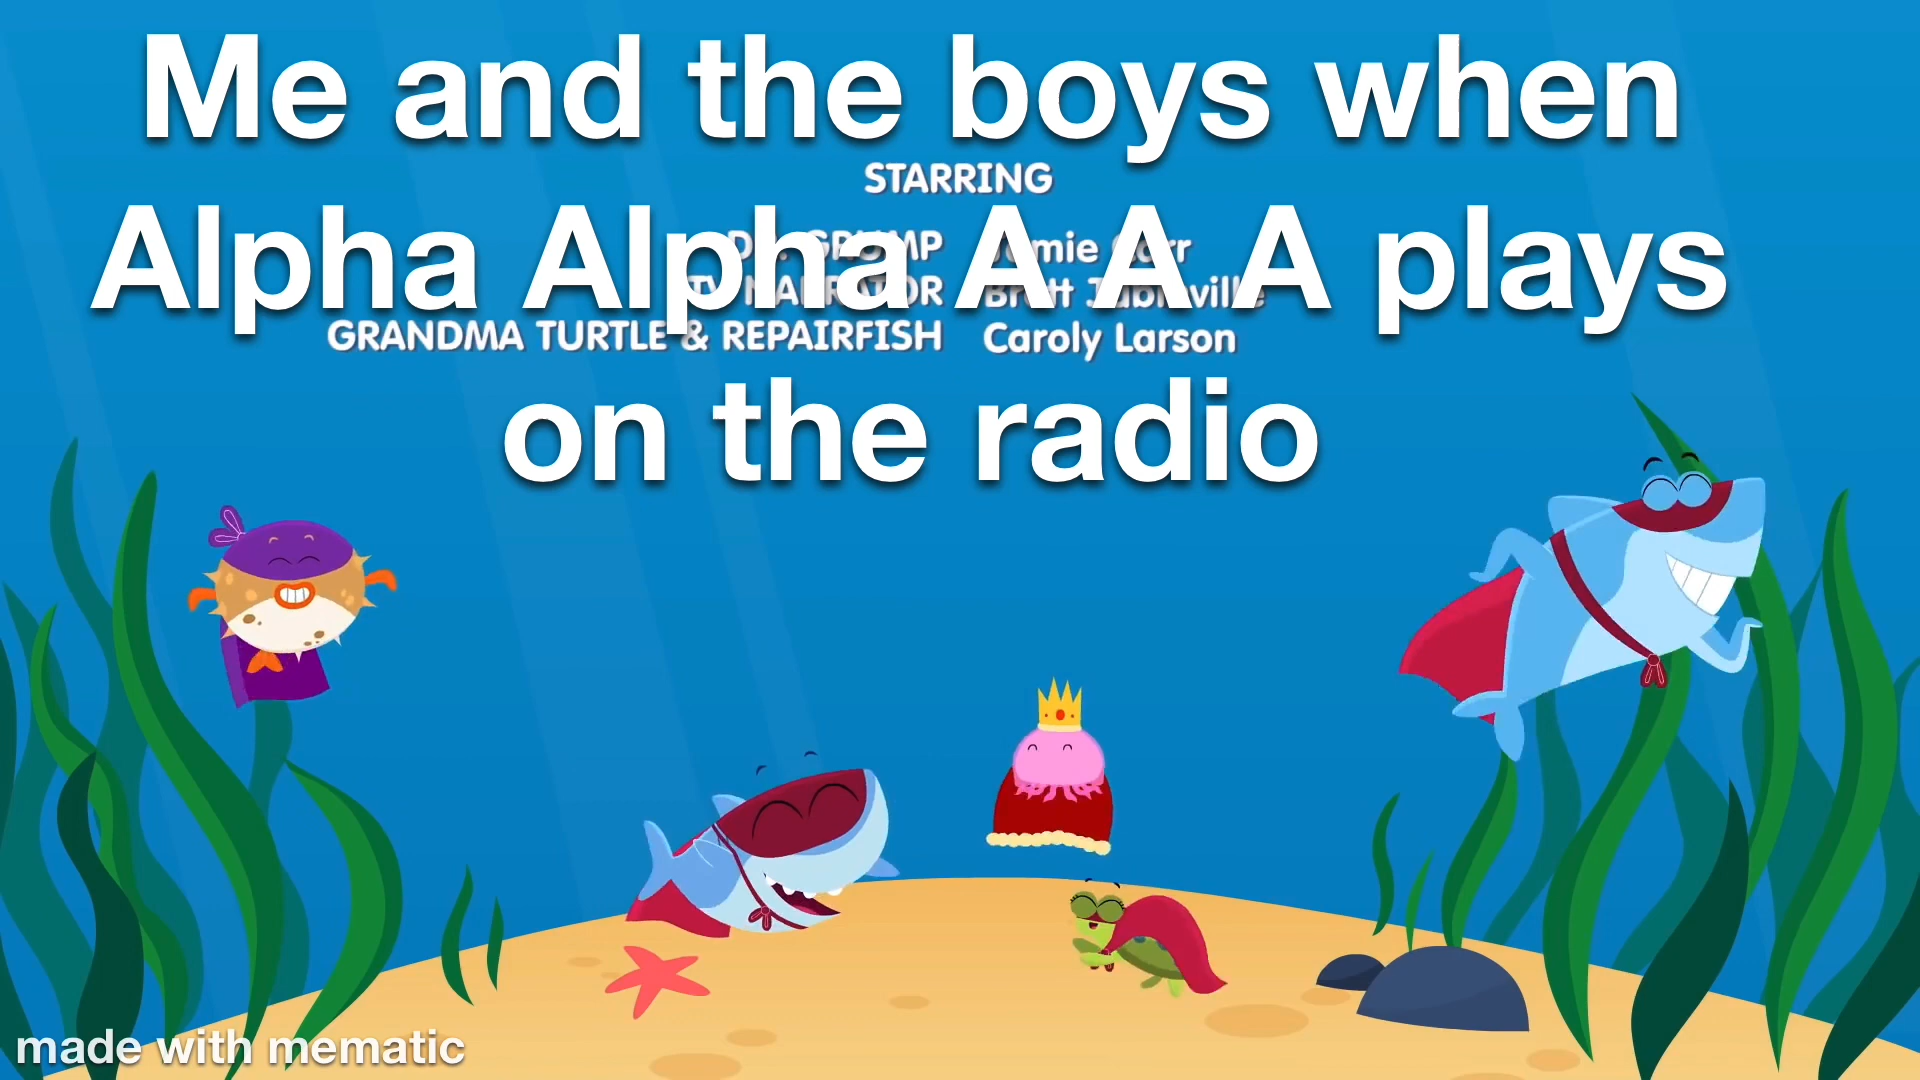 Me and the boys when
STARRING
Alpha Alpha A A A plays
GRANDMA TURTLE & REPAIRFISH Caroly Larson
on the radio
made with mematic